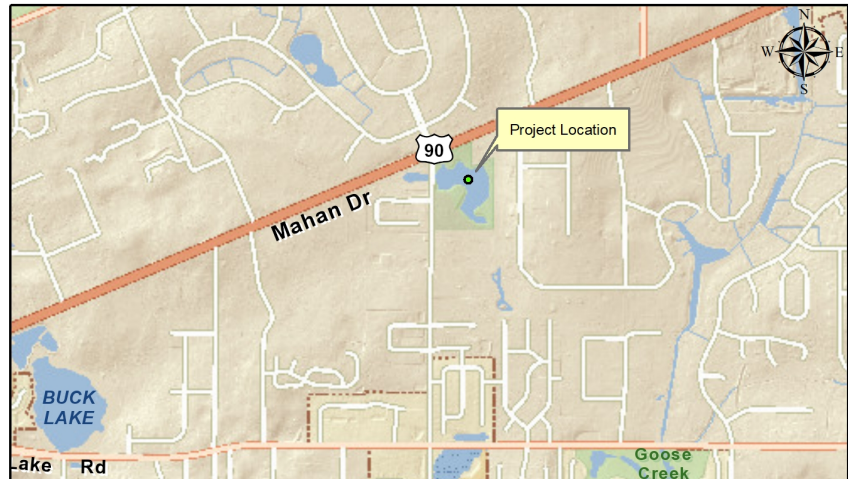 N
W E
S
Project Location
90
Mahan Dr
BUCK
LAKE
Lake Rd
Goose
Creek